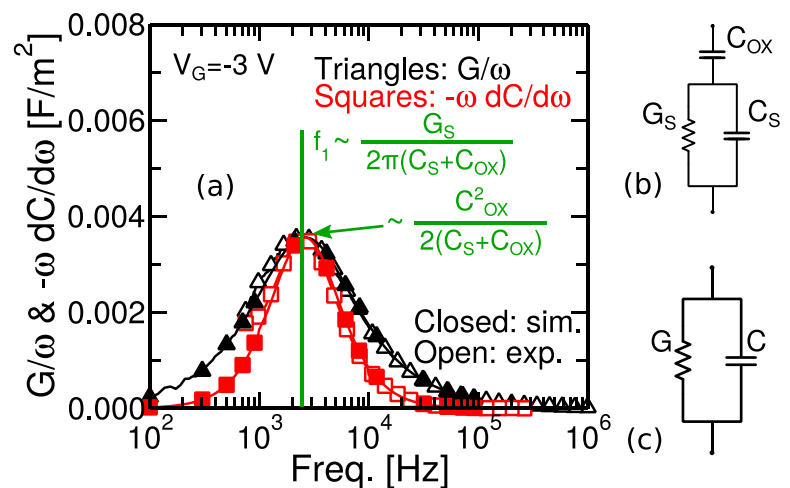 G/ω & -ω dC/dω [F/m²]
0.008
0.006
0.004
0.002
0.000
V_G=-3 V
Triangles: G/ω
Squares: -ω dC/dω
f₁ ~ G_S / 2π(C_S+C_OX)
(a)
~ C²_OX / 2(C_S+C_OX)
Closed: sim.
Open: exp.
10² 10³ 10⁴ 10⁵ 10⁶
Freq. [Hz]
C_OX
G_S C_S
(b)
G C
(c)